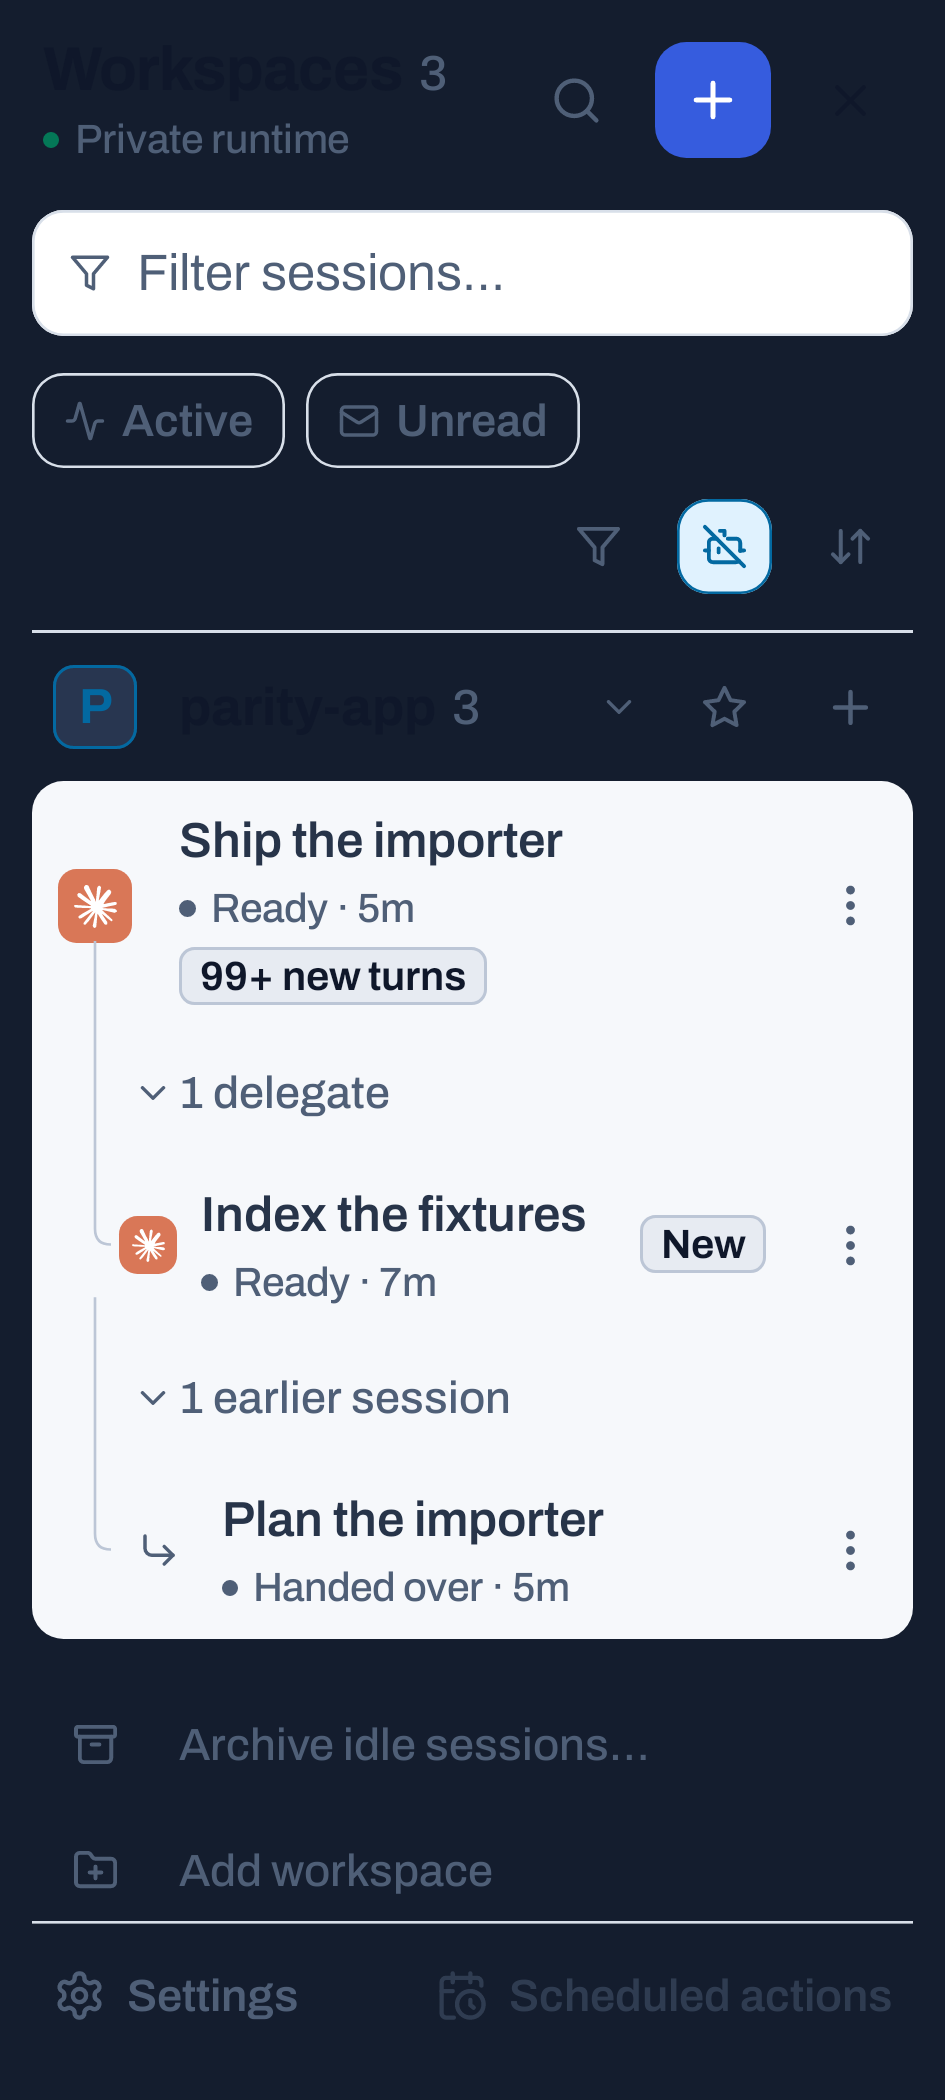 Workspaces 3
Private runtime
Filter sessions...
Active
Unread
P
parity-app 3
Ship the importer
Ready · 5m
99+ new turns
1 delegate
Index the fixtures
New
Ready · 7m
1 earlier session
Plan the importer
Handed over · 5m
Archive idle sessions...
Add workspace
Settings
Scheduled actions